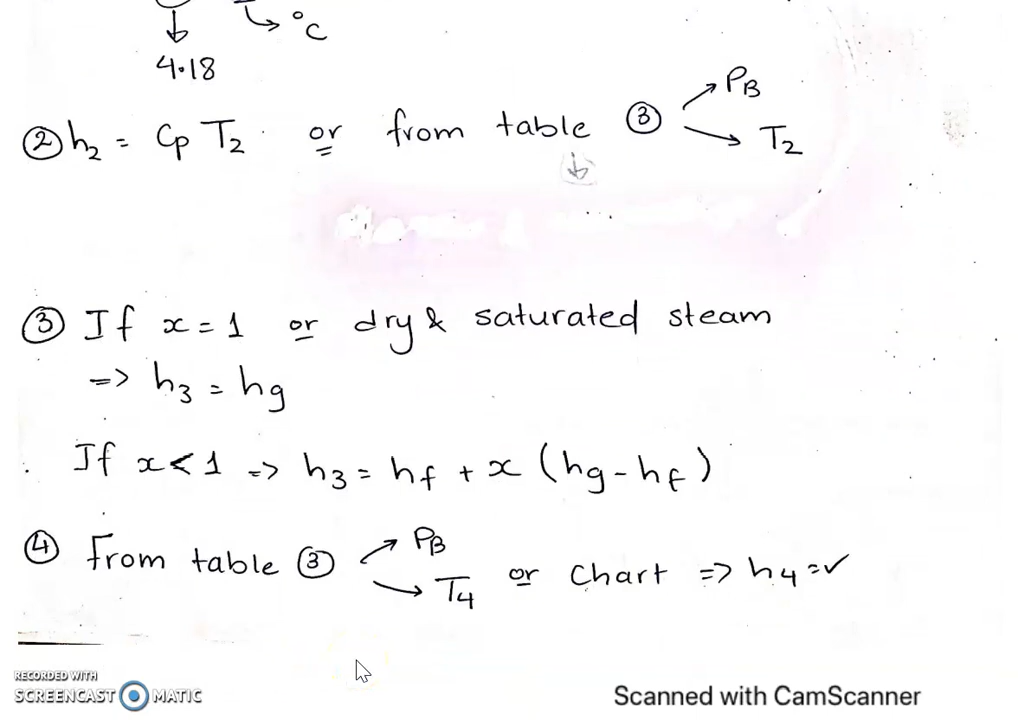 ↓ ↳ °C
4.18
② h₂ = Cp T₂ or from table ③ ↗ PB ↘ T₂
↓
...
③ If x = 1 or dry & saturated steam
=> h₃ = hg
If x < 1 => h₃ = hf + x (hg - hf)
④ From table ③ ↗ PB ↘ T₄ or chart => h₄ = ✓
RECORDED WITH
SCREENCAST MATIC
Scanned with CamScanner